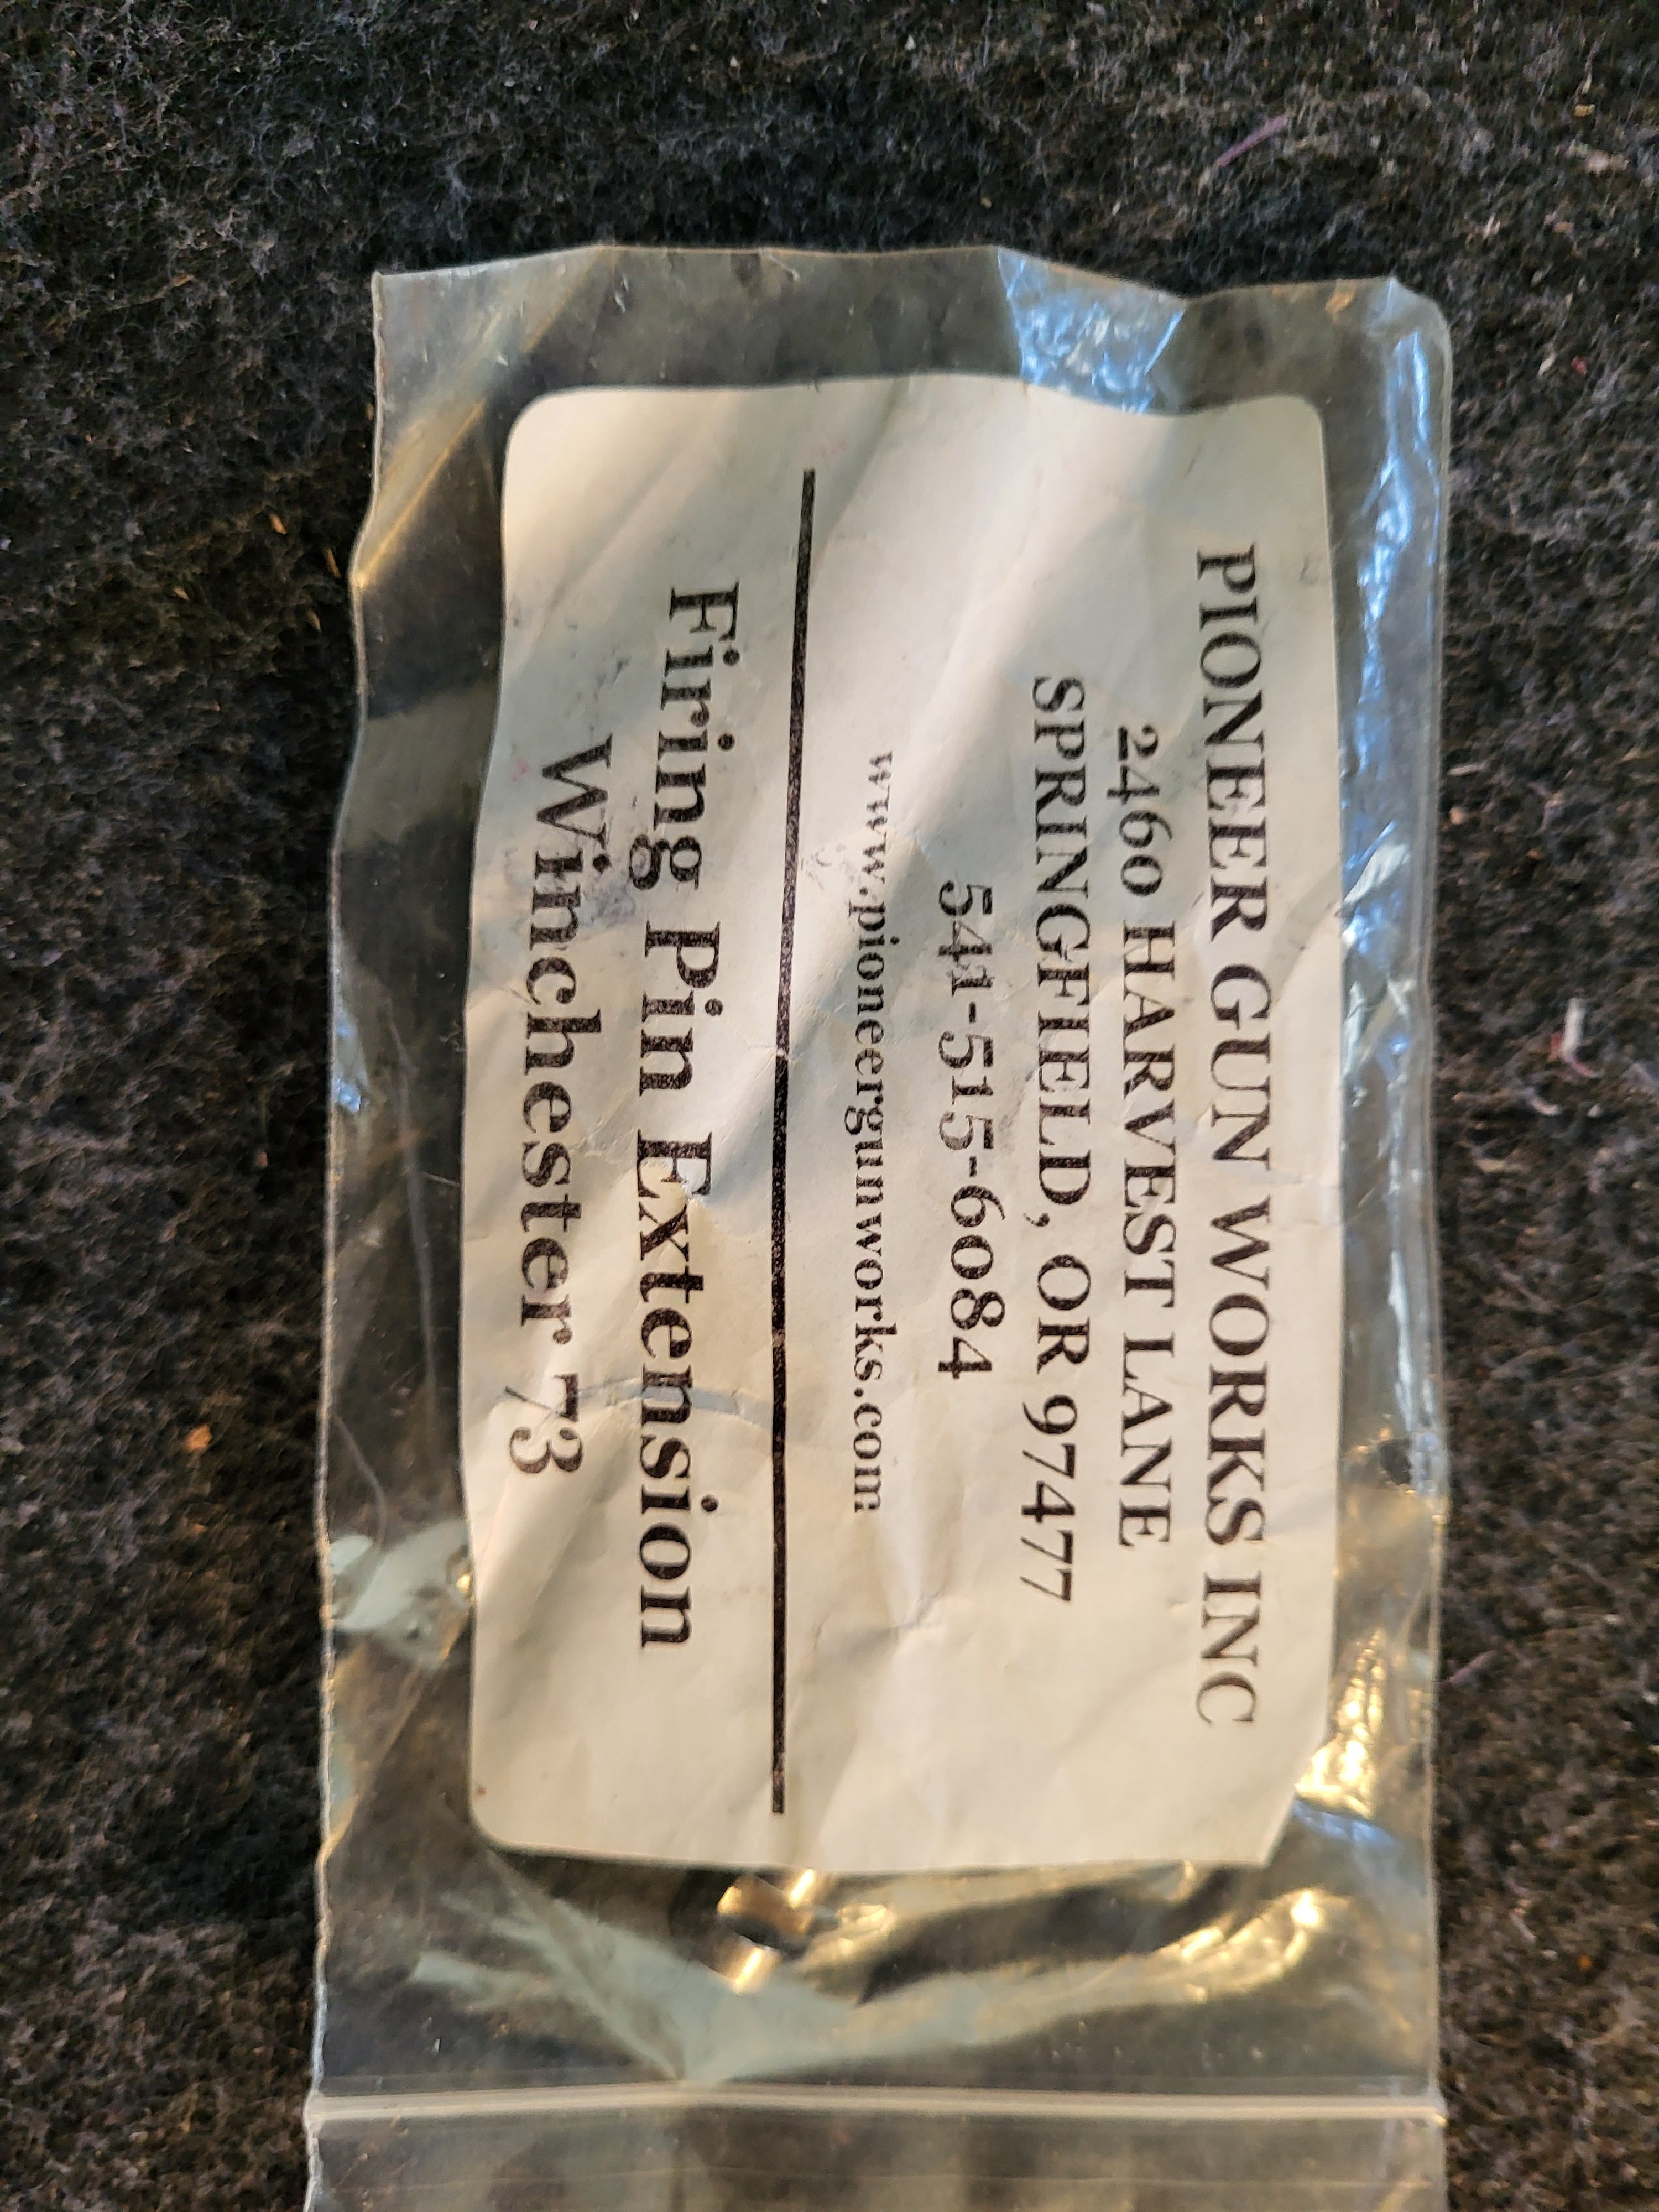 PIONEER GUN WORKS INC
2460 HARVEST LANE
SPRINGFIELD, OR 97477
541-515-6084
www.pioneergunworks.com
Firing Pin Extension
Winchester 73